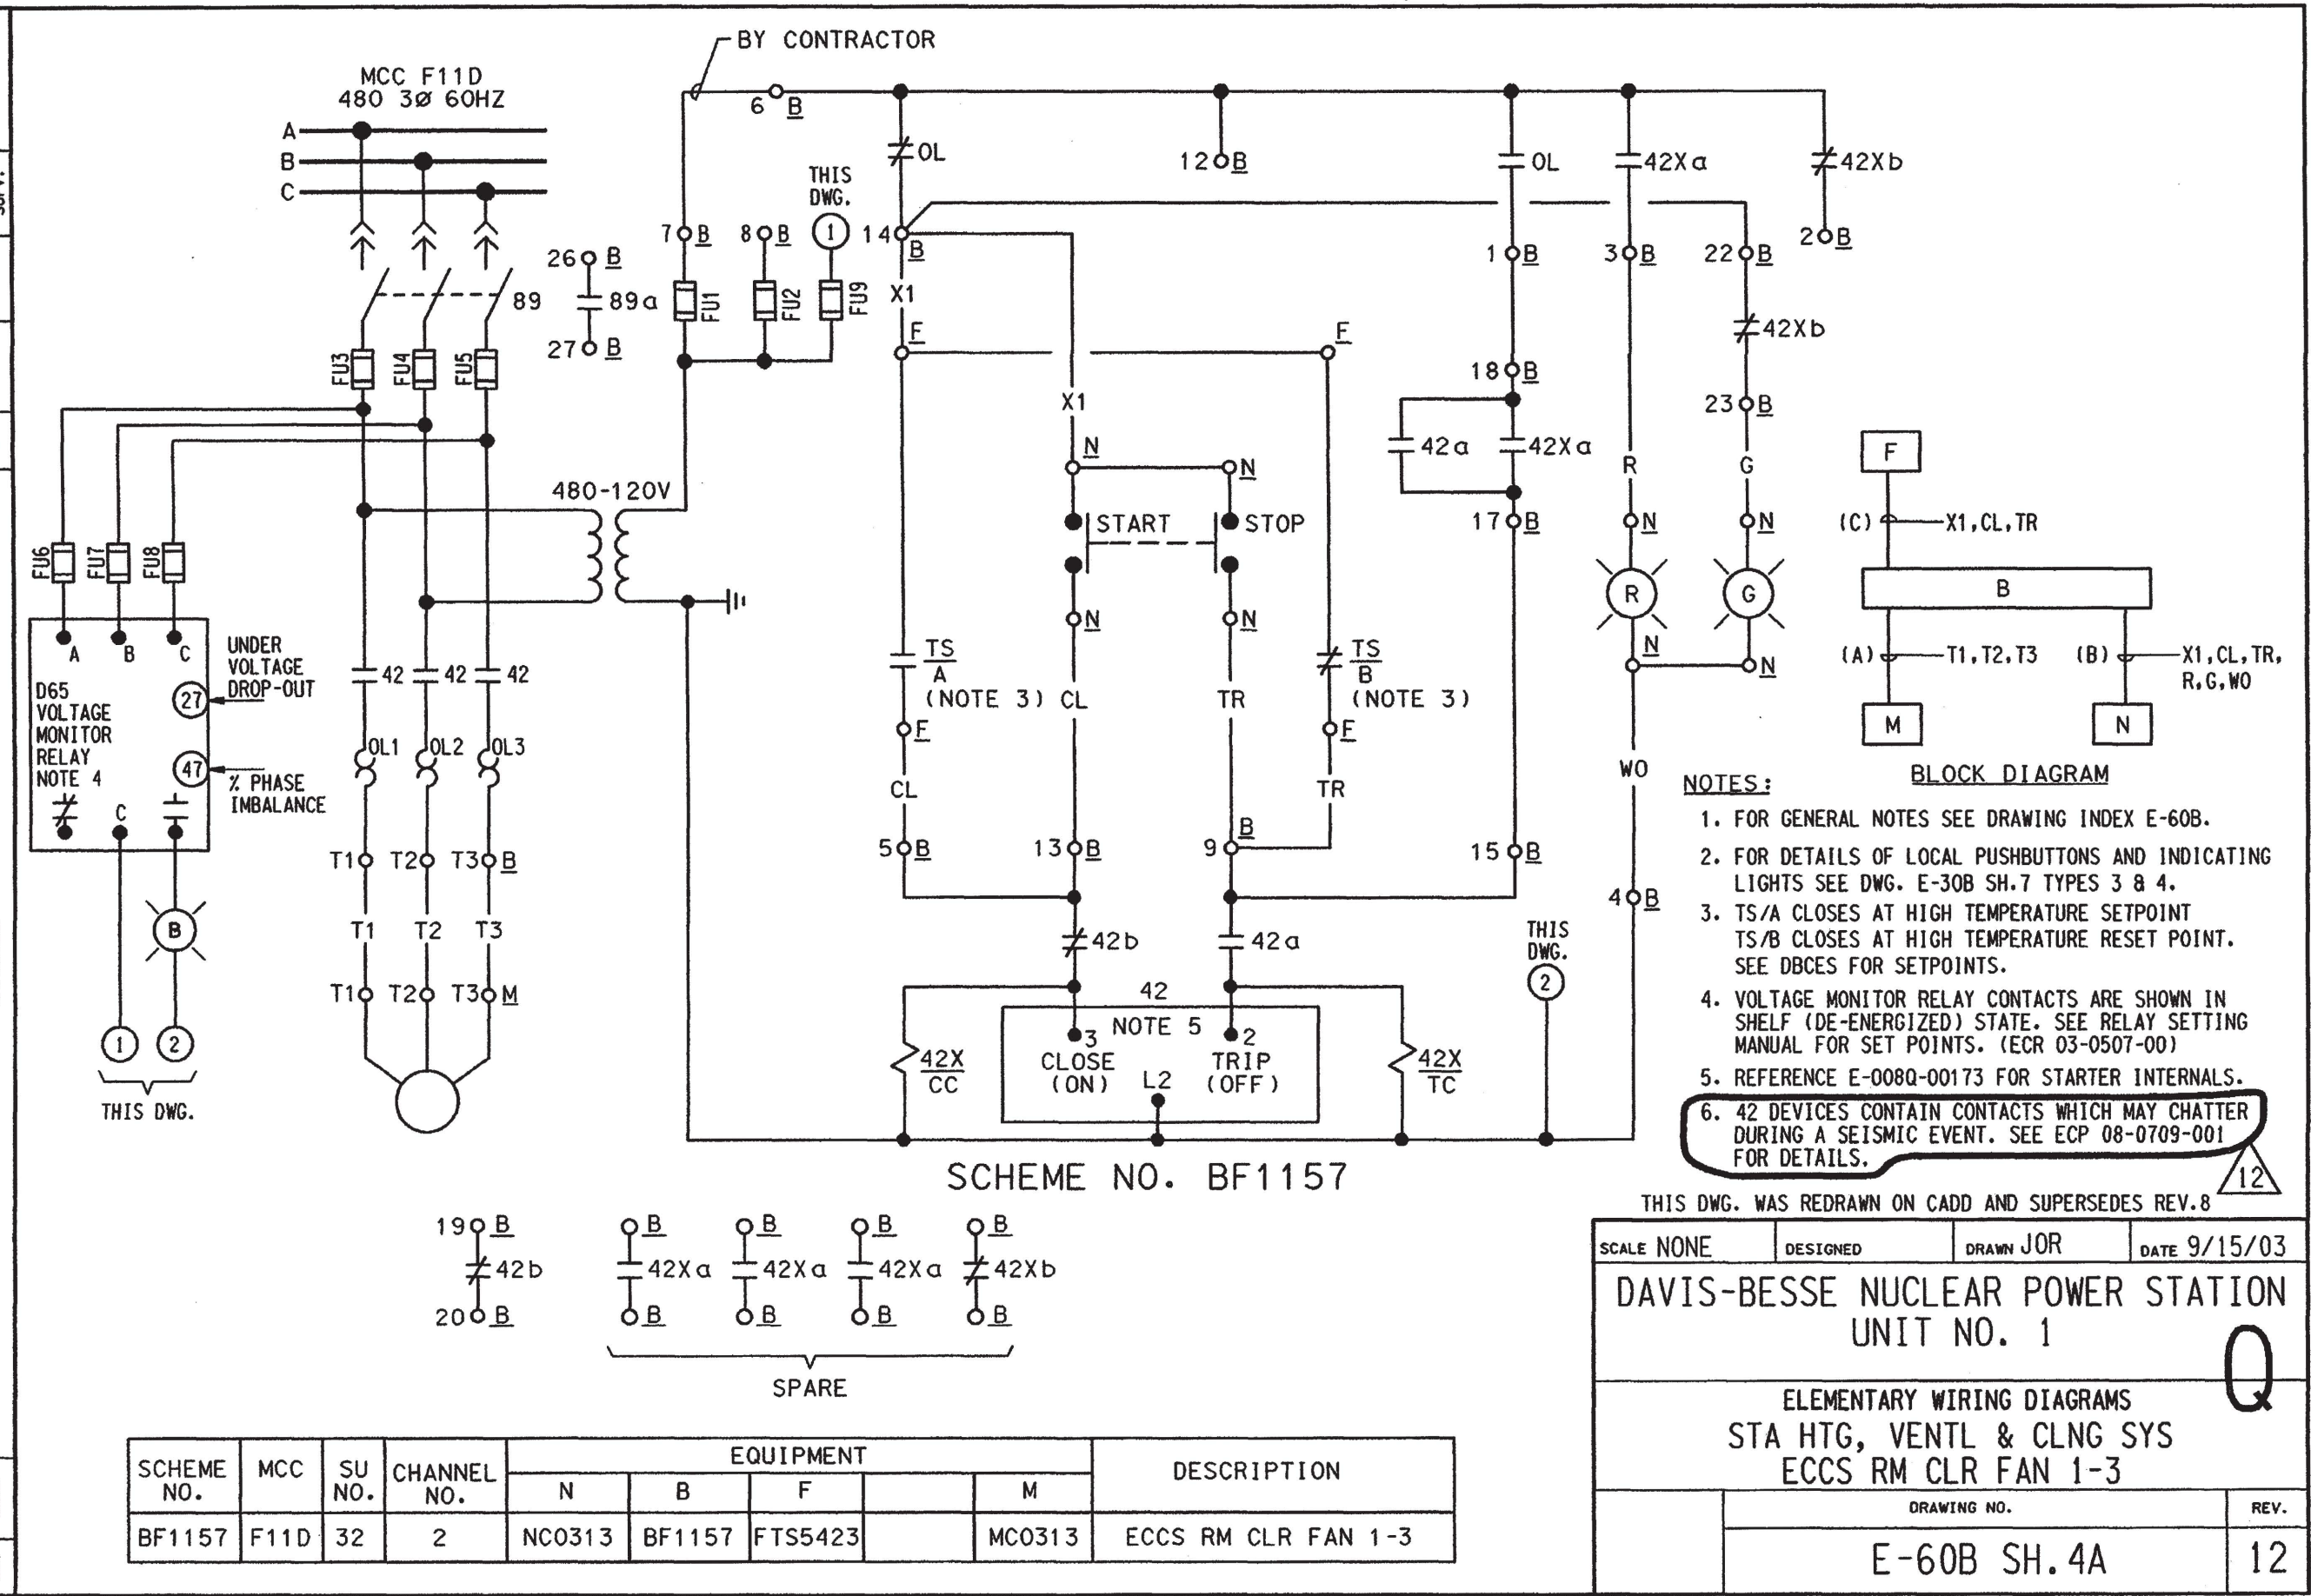 BY CONTRACTOR
MCC F11D
480 3Ø 60HZ
A
B
C
89
26 B
89a
27 B
6 B
7 B
8 B
THIS
DWG.
1
FU1
FU2
FU9
FU3
FU4
FU5
OL
14 B
X1
F
F
12 B
OL
42Xa
42Xb
2 B
1 B
3 B
22 B
42Xb
18 B
23 B
X1
42a
42Xa
N
N
R
G
17 B
N
N
START
STOP
R
G
480-120V
FU6
FU7
FU8
N
N
N
N
A
B
C
UNDER
VOLTAGE
DROP-OUT
27
D65
VOLTAGE
MONITOR
RELAY
NOTE 4
47
% PHASE
IMBALANCE
C
B
1
2
THIS DWG.
42
42
42
OL1
OL2
OL3
T1
T2
T3 B
T1
T2
T3
T1
T2
T3 M
TS
A
(NOTE 3)
CL
TR
TS
B
(NOTE 3)
F
F
CL
TR
WO
5 B
13 B
9 B
15 B
4 B
42b
42a
THIS
DWG.
2
42
NOTE 5
3
CLOSE
(ON)
2
TRIP
(OFF)
L2
42X
CC
42X
TC
SCHEME NO. BF1157
F
(C)
X1,CL,TR
B
(A)
T1,T2,T3
(B)
X1,CL,TR,
R,G,WO
M
N
BLOCK DIAGRAM
NOTES:
1. FOR GENERAL NOTES SEE DRAWING INDEX E-60B.
2. FOR DETAILS OF LOCAL PUSHBUTTONS AND INDICATING
LIGHTS SEE DWG. E-30B SH.7 TYPES 3 & 4.
3. TS/A CLOSES AT HIGH TEMPERATURE SETPOINT
TS/B CLOSES AT HIGH TEMPERATURE RESET POINT.
SEE DBCES FOR SETPOINTS.
4. VOLTAGE MONITOR RELAY CONTACTS ARE SHOWN IN
SHELF (DE-ENERGIZED) STATE. SEE RELAY SETTING
MANUAL FOR SET POINTS. (ECR 03-0507-00)
5. REFERENCE E-008Q-00173 FOR STARTER INTERNALS.
6. 42 DEVICES CONTAIN CONTACTS WHICH MAY CHATTER
DURING A SEISMIC EVENT. SEE ECP 08-0709-001
FOR DETAILS.
12
THIS DWG. WAS REDRAWN ON CADD AND SUPERSEDES REV.8
19 B
42b
20 B
B
B
B
B
42Xa
42Xa
42Xa
42Xb
B
B
B
B
SPARE
SCHEME
NO.
MCC
SU
NO.
CHANNEL
NO.
EQUIPMENT
N
B
F
M
DESCRIPTION
BF1157
F11D
32
2
NC0313
BF1157
FTS5423
MC0313
ECCS RM CLR FAN 1-3
SCALE NONE
DESIGNED
DRAWN JOR
DATE 9/15/03
DAVIS-BESSE NUCLEAR POWER STATION
UNIT NO. 1
Q
ELEMENTARY WIRING DIAGRAMS
STA HTG, VENTL & CLNG SYS
ECCS RM CLR FAN 1-3
DRAWING NO.
REV.
E-60B SH.4A
12